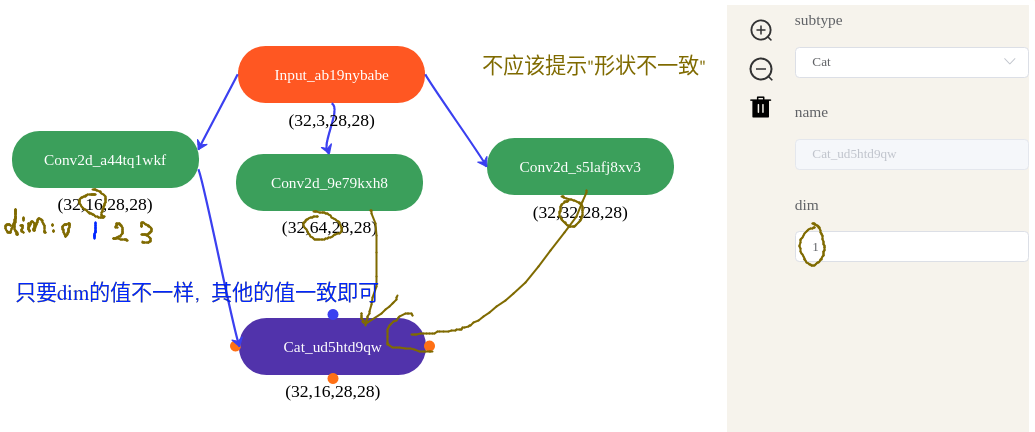 Input_ab19nybabe
(32,3,28,28)
不应该提示"形状不一致"
Conv2d_a44tq1wkf
(32,16,28,28)
dim:0 1 2 3
Conv2d_9e79kxh8
(32,64,28,28)
Conv2d_s5lafj8xv3
(32,32,28,28)
只要dim的值不一样, 其他的值一致即可
Cat_ud5htd9qw
(32,16,28,28)
subtype
Cat
name
Cat_ud5htd9qw
dim
1